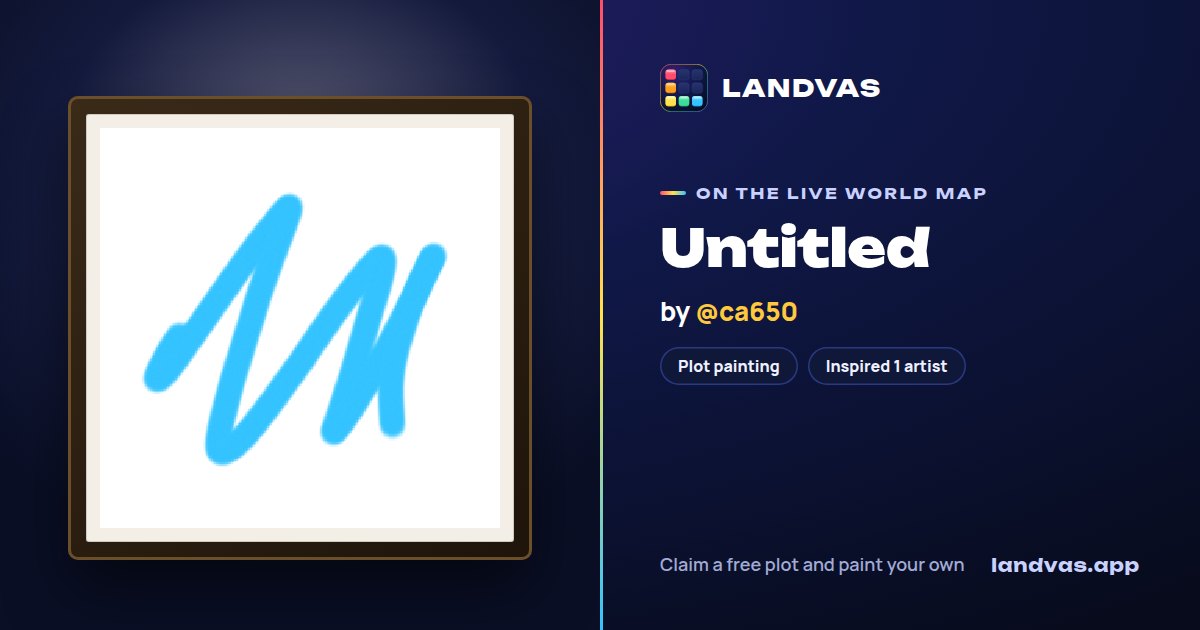 LANDVAS
ON THE LIVE WORLD MAP
Untitled
by @ca650
Plot painting
Inspired 1 artist
Claim a free plot and paint your own
landvas.app